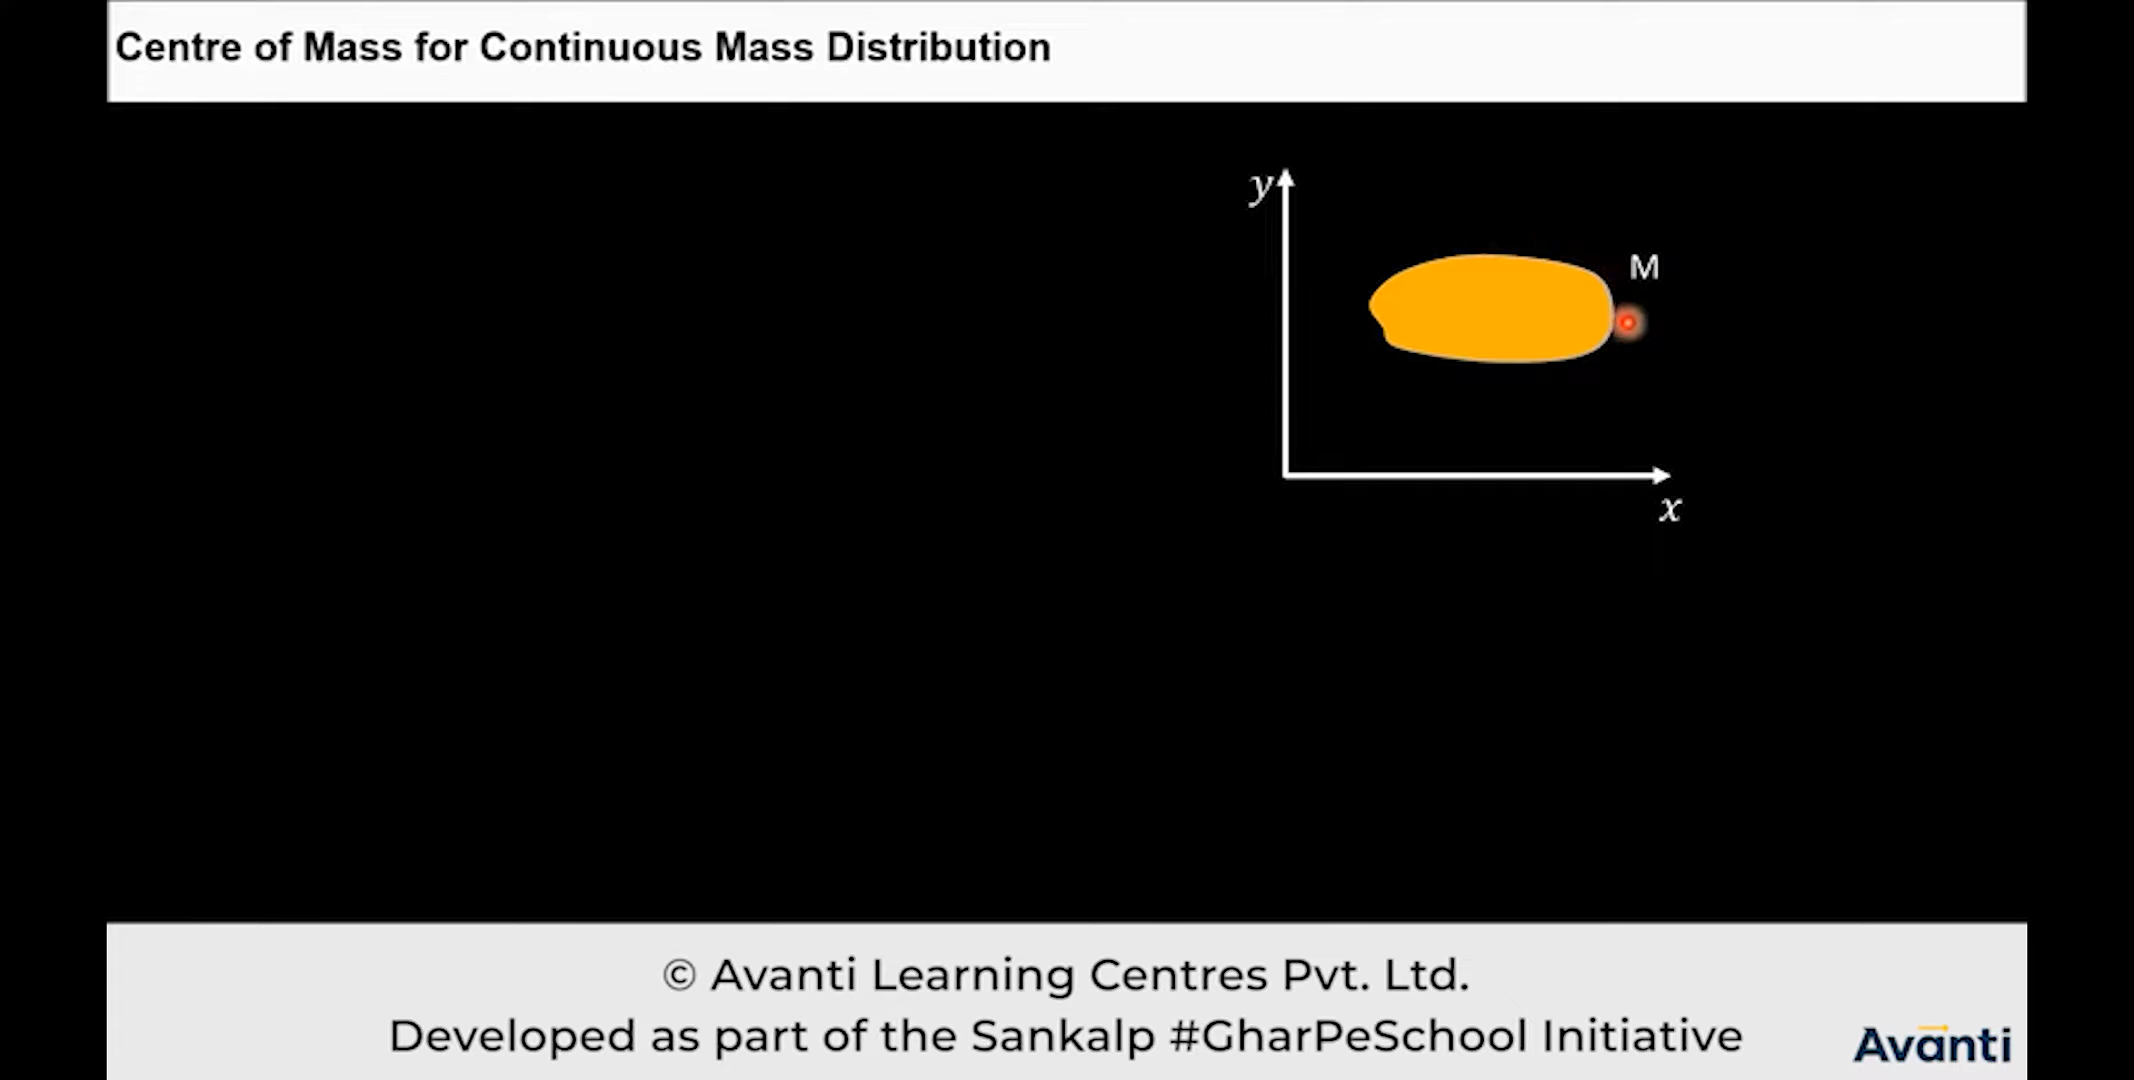 Centre of Mass for Continuous Mass Distribution
y
M
x
© Avanti Learning Centres Pvt. Ltd.
Developed as part of the Sankalp #GharPeSchool Initiative
Avanti